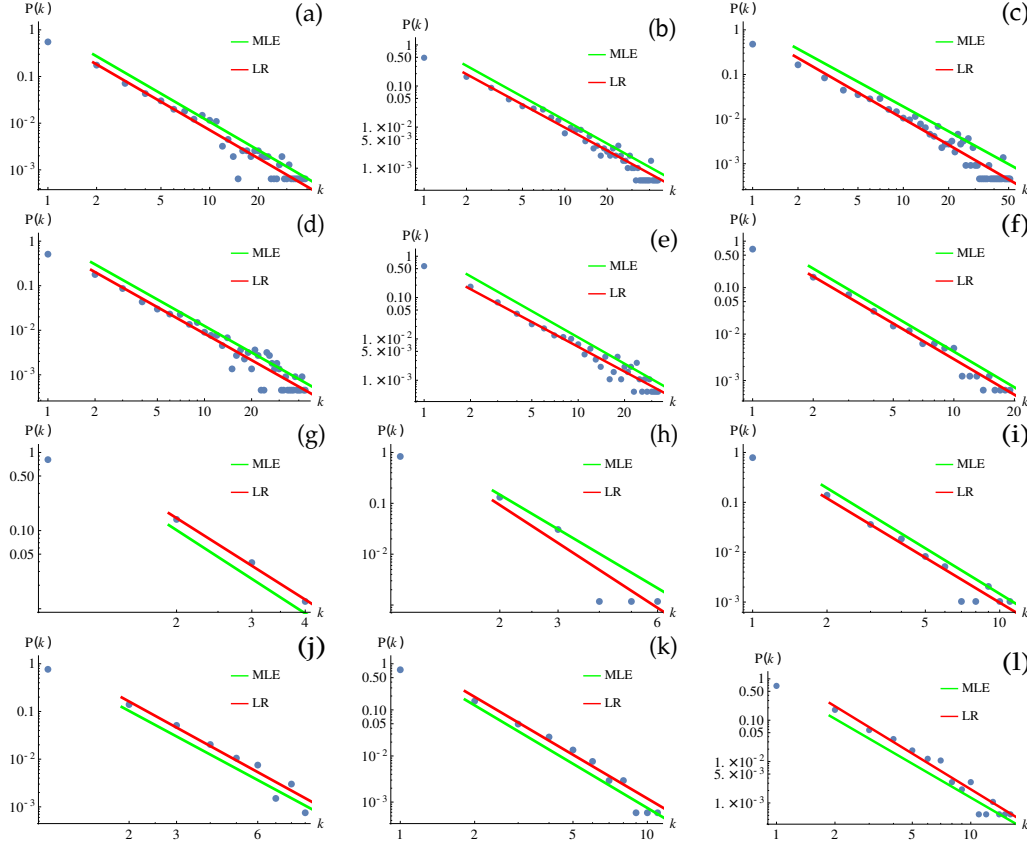 P(k) (a)
1
0.1
10⁻²
10⁻³
MLE
LR
1 2 5 10 20 k
P(k) (b)
1
0.50
0.10
0.05
1.×10⁻²
5.×10⁻³
1.×10⁻³
MLE
LR
1 2 5 10 20 k
P(k) (c)
1
0.1
10⁻²
10⁻³
MLE
LR
1 2 5 10 20 50 k
P(k) (d)
1
0.1
10⁻²
10⁻³
MLE
LR
1 2 5 10 20 k
P(k) (e)
1
0.50
0.10
0.05
1.×10⁻²
5.×10⁻³
1.×10⁻³
MLE
LR
1 2 5 10 20 k
P(k) (f)
1
0.50
0.10
0.05
10⁻²
10⁻³
MLE
LR
1 2 5 10 20 k
P(k) (g)
1
0.50
0.10
0.05
MLE
LR
1 2 3 4 k
P(k) (h)
1
0.1
10⁻²
MLE
LR
1 2 3 6 k
P(k) (i)
1
0.1
10⁻²
10⁻³
MLE
LR
1 2 5 10 k
P(k) (j)
1
0.1
10⁻²
10⁻³
MLE
LR
2 3 6 k
P(k) (k)
1
0.50
0.10
0.05
10⁻²
10⁻³
MLE
LR
1 2 5 10 k
P(k) (l)
1
0.50
0.10
0.05
1.×10⁻²
5.×10⁻³
1.×10⁻³
MLE
LR
1 2 5 10 k